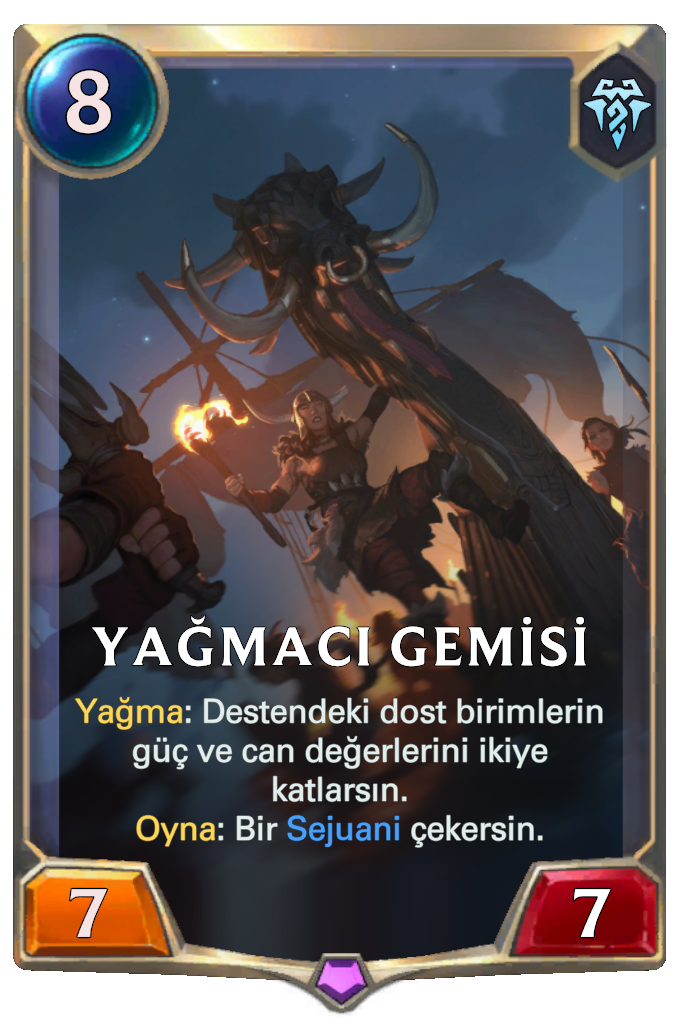 8
YAĞMACI GEMİSİ
Yağma: Destendeki dost birimlerin
güç ve can değerlerini ikiye
katlarsın.
Oyna: Bir Sejuani çekersin.
7
7